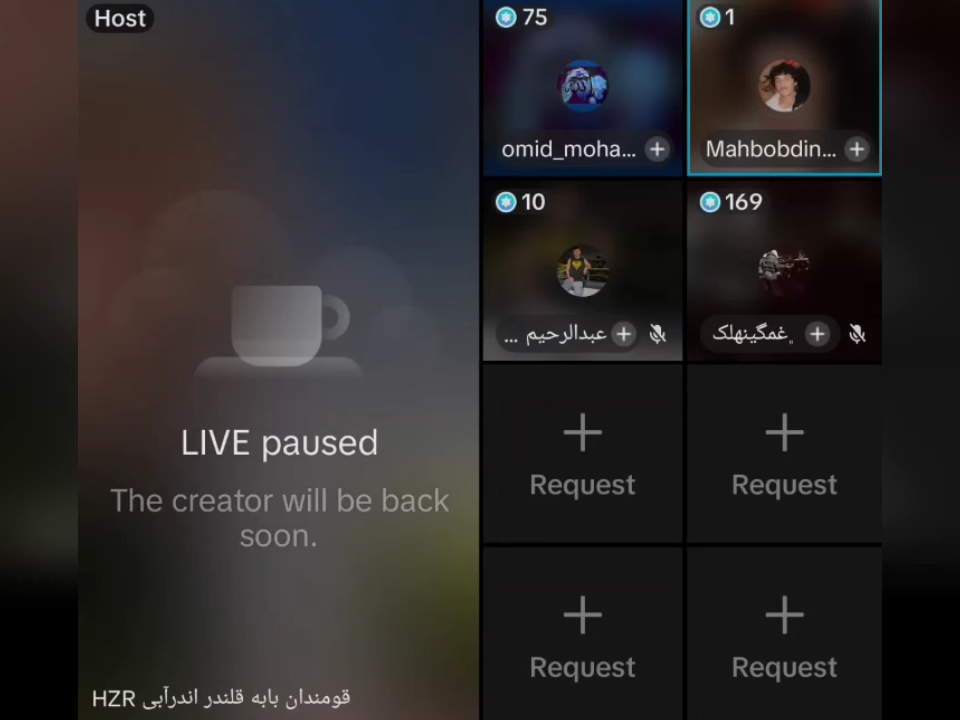 Host
LIVE paused
The creator will be back
soon.
قومندان بابه قلندر اندرآبی HZR
75
omid_moha...
1
Mahbobdin...
10
عبدالرحیم ...
169
غمگینهلک
Request
Request
Request
Request